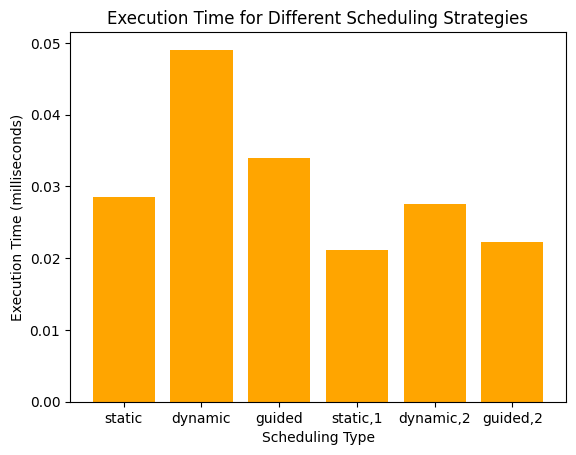 Execution Time for Different Scheduling Strategies
Execution Time (milliseconds)
0.05
0.04
0.03
0.02
0.01
0.00
static dynamic guided static,1 dynamic,2 guided,2
Scheduling Type